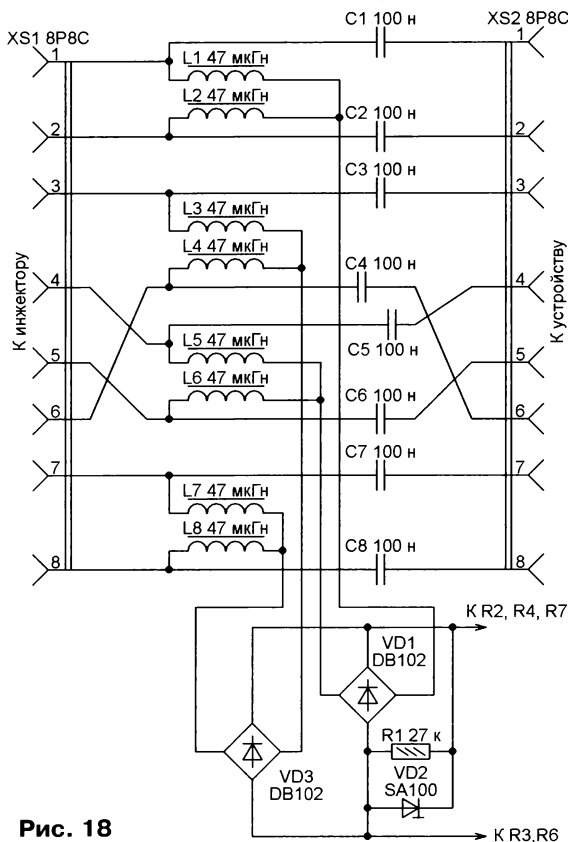 XS1 8P8C
C1 100 н
XS2 8P8C
1
L1 47 мкГн
1
L2 47 мкГн
C2 100 н
2
2
C3 100 н
3
3
L3 47 мкГн
L4 47 мкГн
C4 100 н
К инжектору
4
4
К устройству
L5 47 мкГн
C5 100 н
5
L6 47 мкГн
5
6
C6 100 н
6
C7 100 н
7
7
L7 47 мкГн
L8 47 мкГн
C8 100 н
8
8
К R2, R4, R7
VD1
DB102
R1 27 к
VD3
DB102
VD2
SA100
К R3,R6
Рис. 18